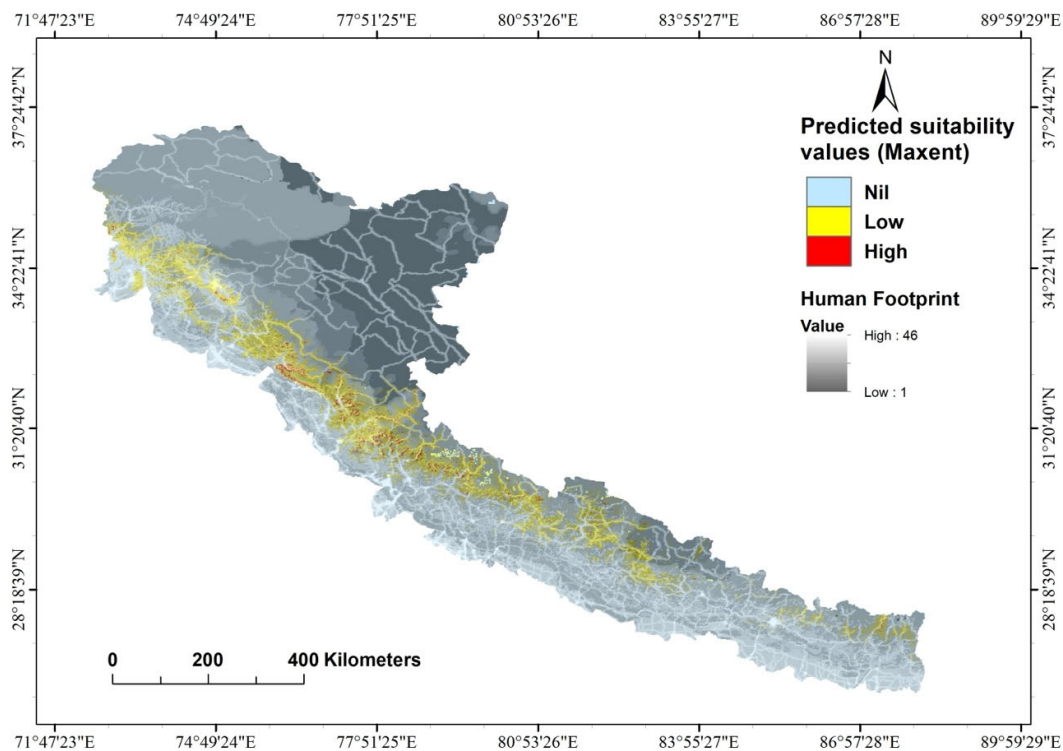 71°47'23"E 74°49'24"E 77°51'25"E 80°53'26"E 83°55'27"E 86°57'28"E 89°59'29"E
37°24'42"N
34°22'41"N
31°20'40"N
28°18'39"N
N
Predicted suitability
values (Maxent)
Nil
Low
High
Human Footprint
Value
High : 46
Low : 1
37°24'42"N
34°22'41"N
31°20'40"N
28°18'39"N
0 200 400 Kilometers
71°47'23"E 74°49'24"E 77°51'25"E 80°53'26"E 83°55'27"E 86°57'28"E 89°59'29"E